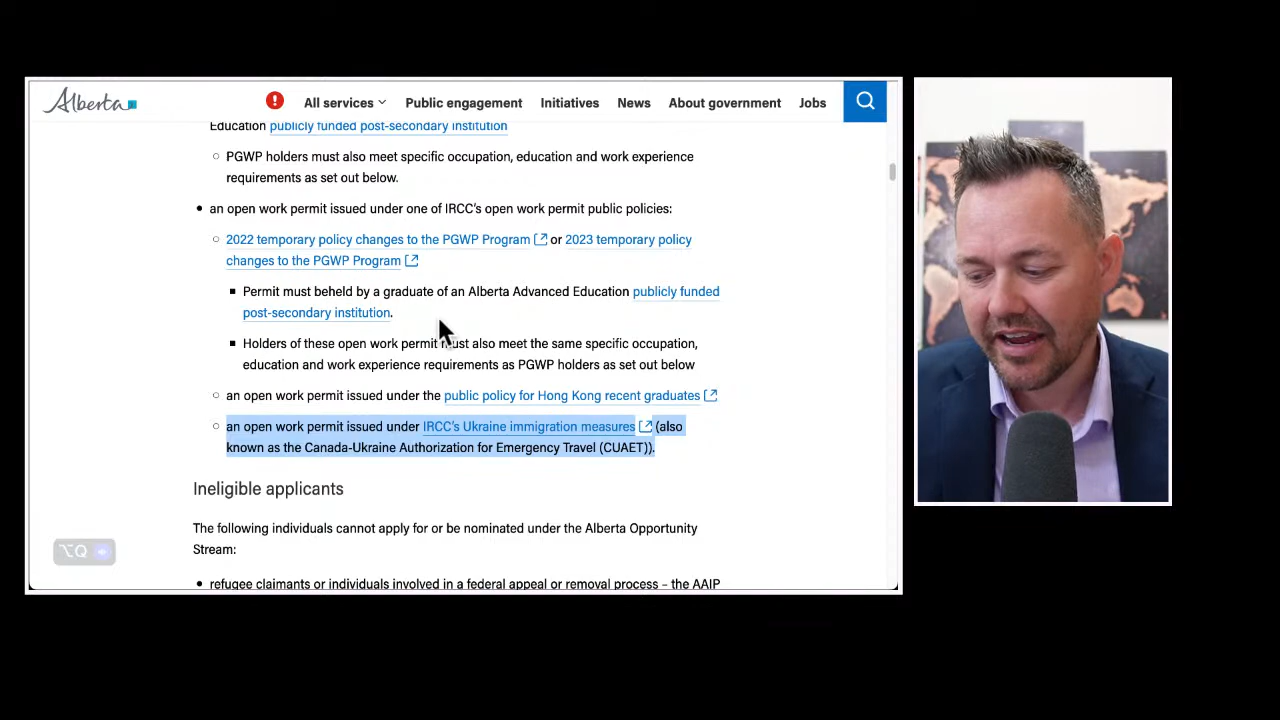 Alberta
All services
Public engagement
Initiatives
News
About government
Jobs
Education publicly funded post-secondary institution
PGWP holders must also meet specific occupation, education and work experience
requirements as set out below.
an open work permit issued under one of IRCC's open work permit public policies:
2022 temporary policy changes to the PGWP Program or 2023 temporary policy
changes to the PGWP Program
Permit must beheld by a graduate of an Alberta Advanced Education publicly funded
post-secondary institution.
Holders of these open work permit must also meet the same specific occupation,
education and work experience requirements as PGWP holders as set out below
an open work permit issued under the public policy for Hong Kong recent graduates
an open work permit issued under IRCC's Ukraine immigration measures (also
known as the Canada-Ukraine Authorization for Emergency Travel (CUAET)).
Ineligible applicants
The following individuals cannot apply for or be nominated under the Alberta Opportunity
Stream:
refugee claimants or individuals involved in a federal appeal or removal process – the AAIP
⌥Q